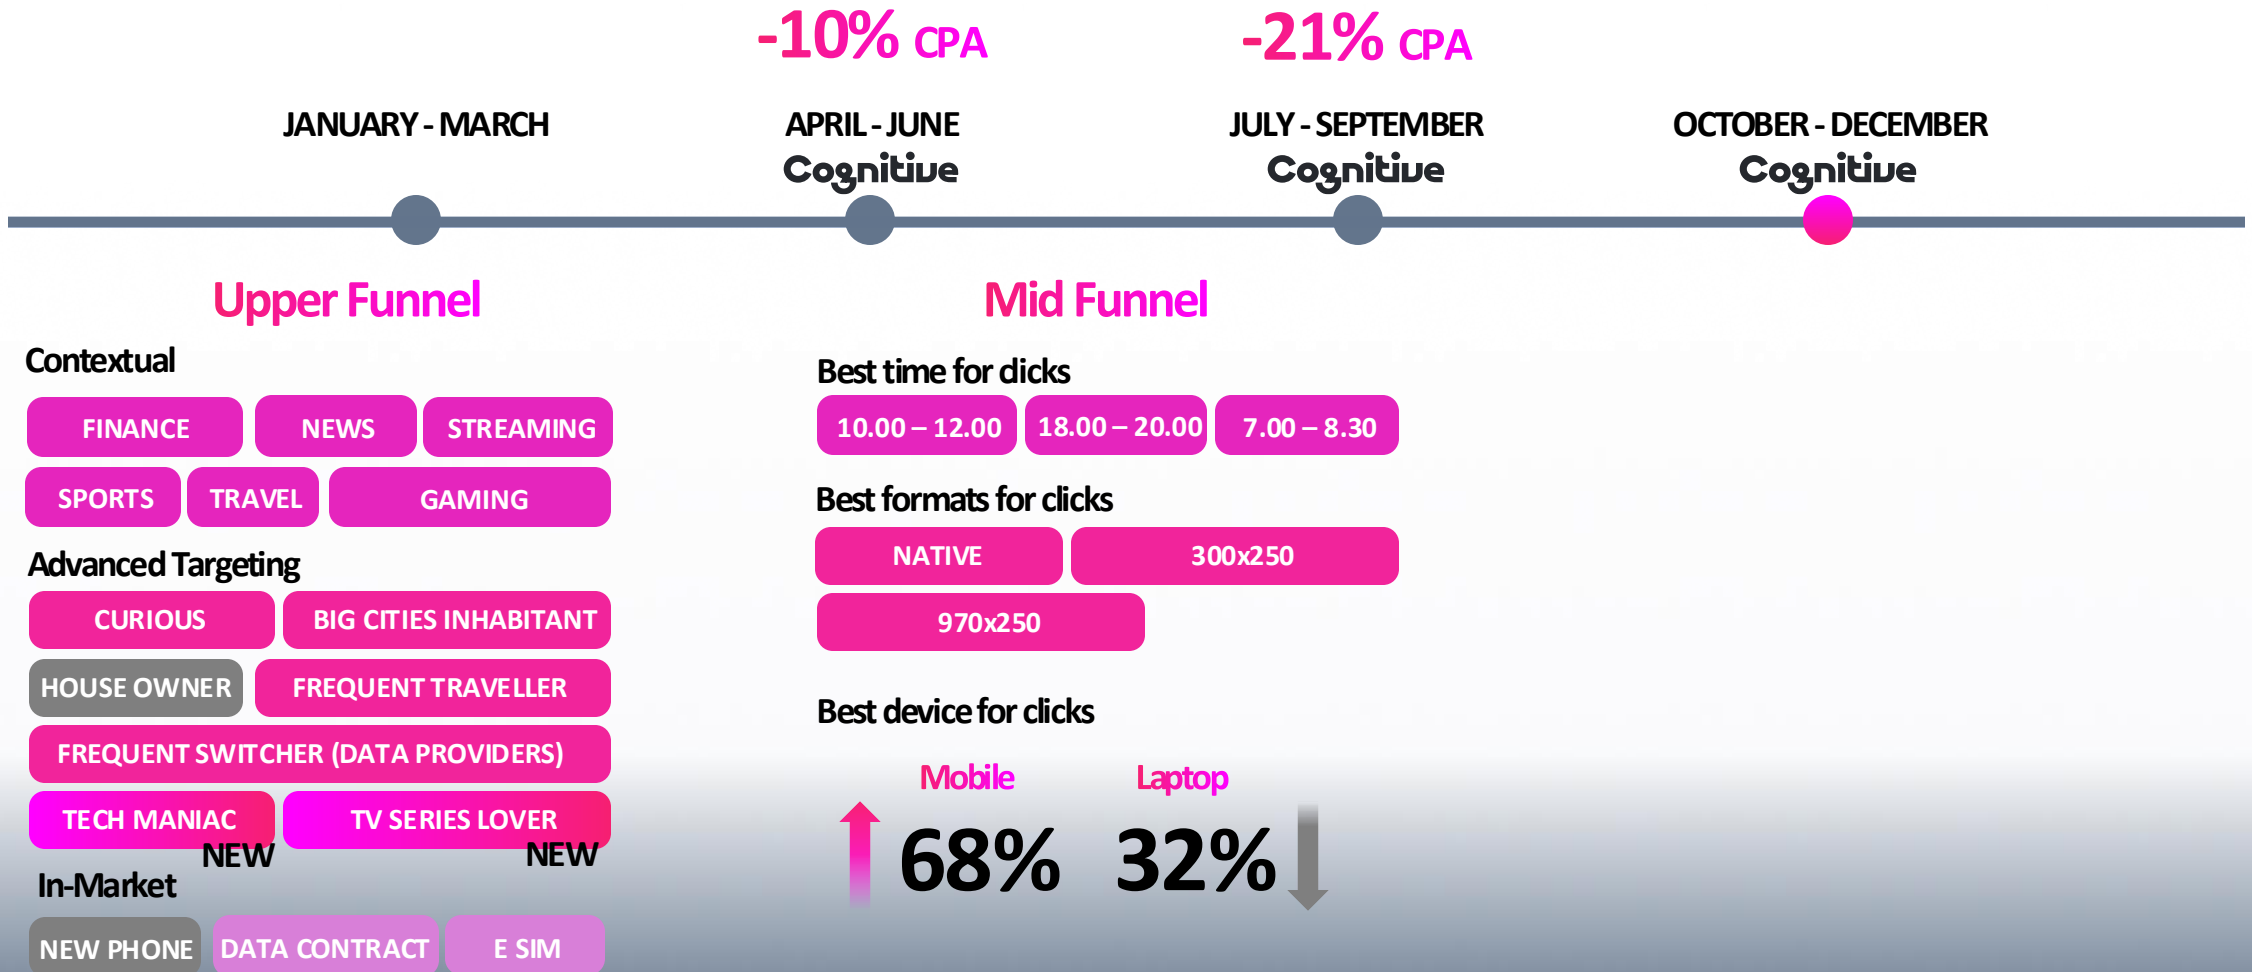 -10% CPA
-21% CPA
JANUARY - MARCH
APRIL - JUNE
JULY - SEPTEMBER
OCTOBER - DECEMBER
Cognitive
Cognitive
Cognitive
Upper Funnel
Contextual
FINANCE
NEWS
STREAMING
SPORTS
TRAVEL
GAMING
Advanced Targeting
CURIOUS
BIG CITIES INHABITANT
HOUSE OWNER
FREQUENT TRAVELLER
FREQUENT SWITCHER (DATA PROVIDERS)
TECH MANIAC
NEW
TV SERIES LOVER
NEW
In-Market
NEW PHONE
DATA CONTRACT
E SIM
Mid Funnel
Best time for clicks
10.00 – 12.00
18.00 – 20.00
7.00 – 8.30
Best formats for clicks
NATIVE
300x250
970x250
Best device for clicks
Mobile
Laptop
68%
32%